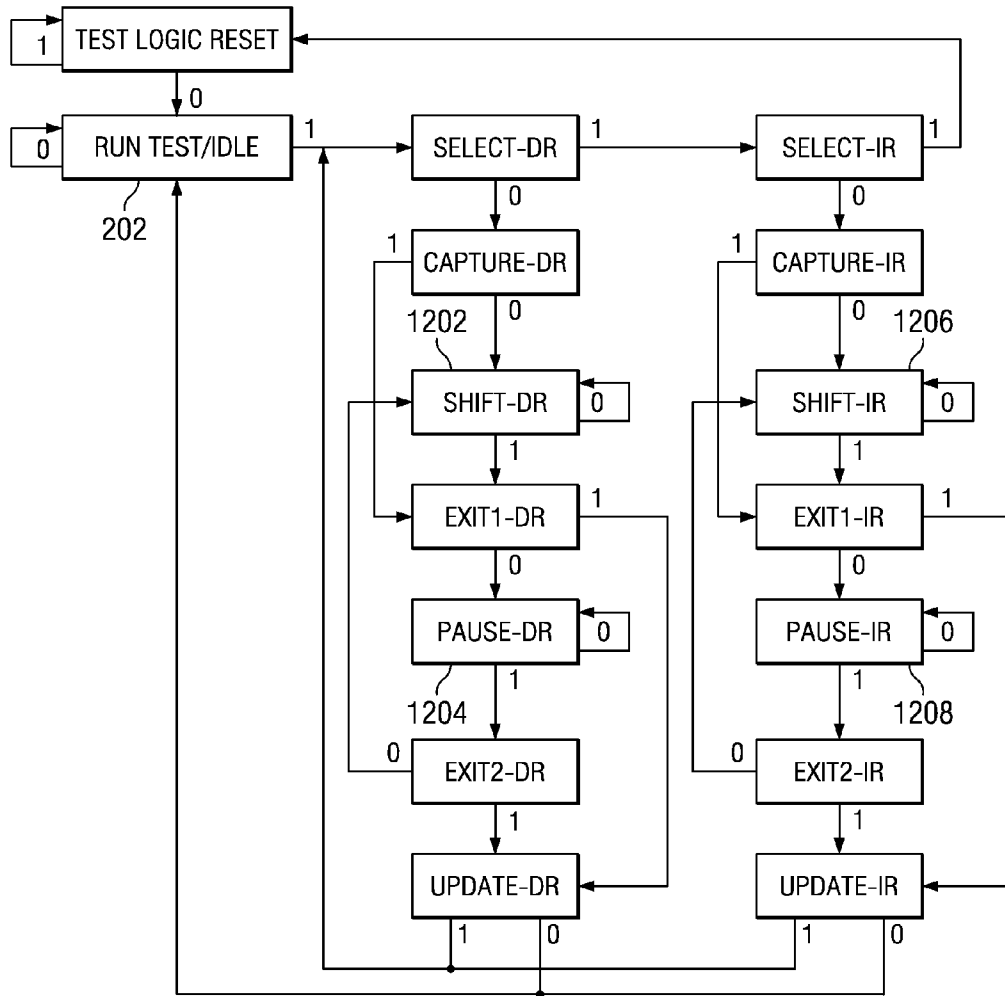 TEST LOGIC RESET
1
0
RUN TEST/IDLE
0
1
202
SELECT-DR
1
0
SELECT-IR
1
0
CAPTURE-DR
1
0
CAPTURE-IR
1
0
1202
1206
SHIFT-DR
0
1
SHIFT-IR
0
1
EXIT1-DR
1
0
EXIT1-IR
1
0
PAUSE-DR
0
1
1204
PAUSE-IR
0
1
1208
EXIT2-DR
0
1
EXIT2-IR
0
1
UPDATE-DR
1
0
UPDATE-IR
1
0